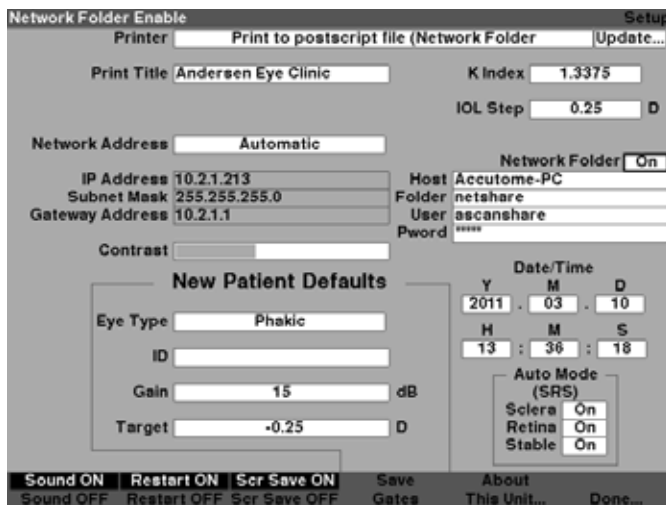 Network Folder Enable Setup
Printer Print to postscript file (Network Folder Update...
Print Title Andersen Eye Clinic K Index 1.3375
IOL Step 0.25 D
Network Address Automatic
Network Folder On
IP Address 10.2.1.213 Host Accutome-PC
Subnet Mask 255.255.255.0 Folder netshare
Gateway Address 10.2.1.1 User ascanshare
Pword *****
Contrast
New Patient Defaults
Date/Time
Y M D
2011 . 03 . 10
Eye Type Phakic
H M S
13 : 36 : 18
ID
Auto Mode
(SRS)
Gain 15 dB
Sclera On
Retina On
Target -0.25 D
Stable On
Sound ON Restart ON Scr Save ON Save About
Sound OFF Restart OFF Scr Save OFF Gates This Unit... Done...